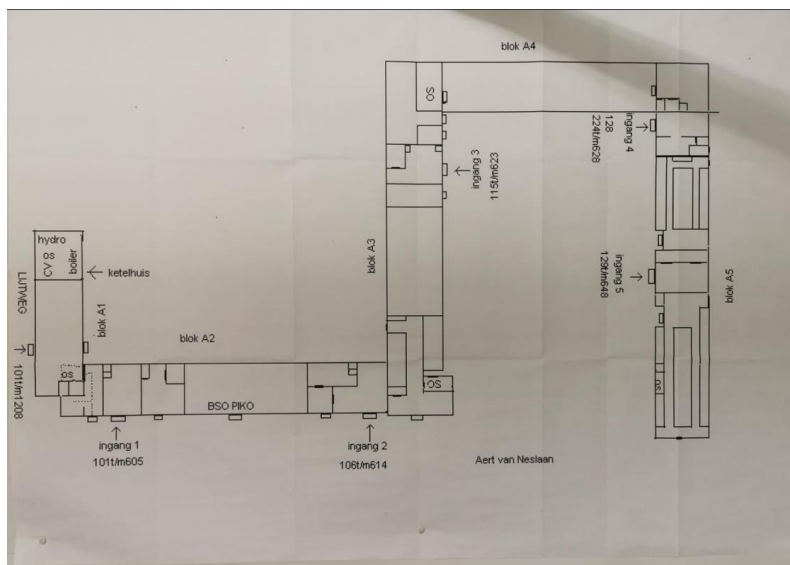 blok A4
OS
ingang 4
128
224t/m628
ingang 3
115t/m623
blok A3
ingang 5
129t/m648
blok A5
OS
hydro
CV OS
boiler
ketelhuis
LUTWEG
blok A1
101t/m1208
OS
blok A2
BSO PIKO
OS
ingang 1
101t/m605
ingang 2
106t/m614
Aert van Neslaan